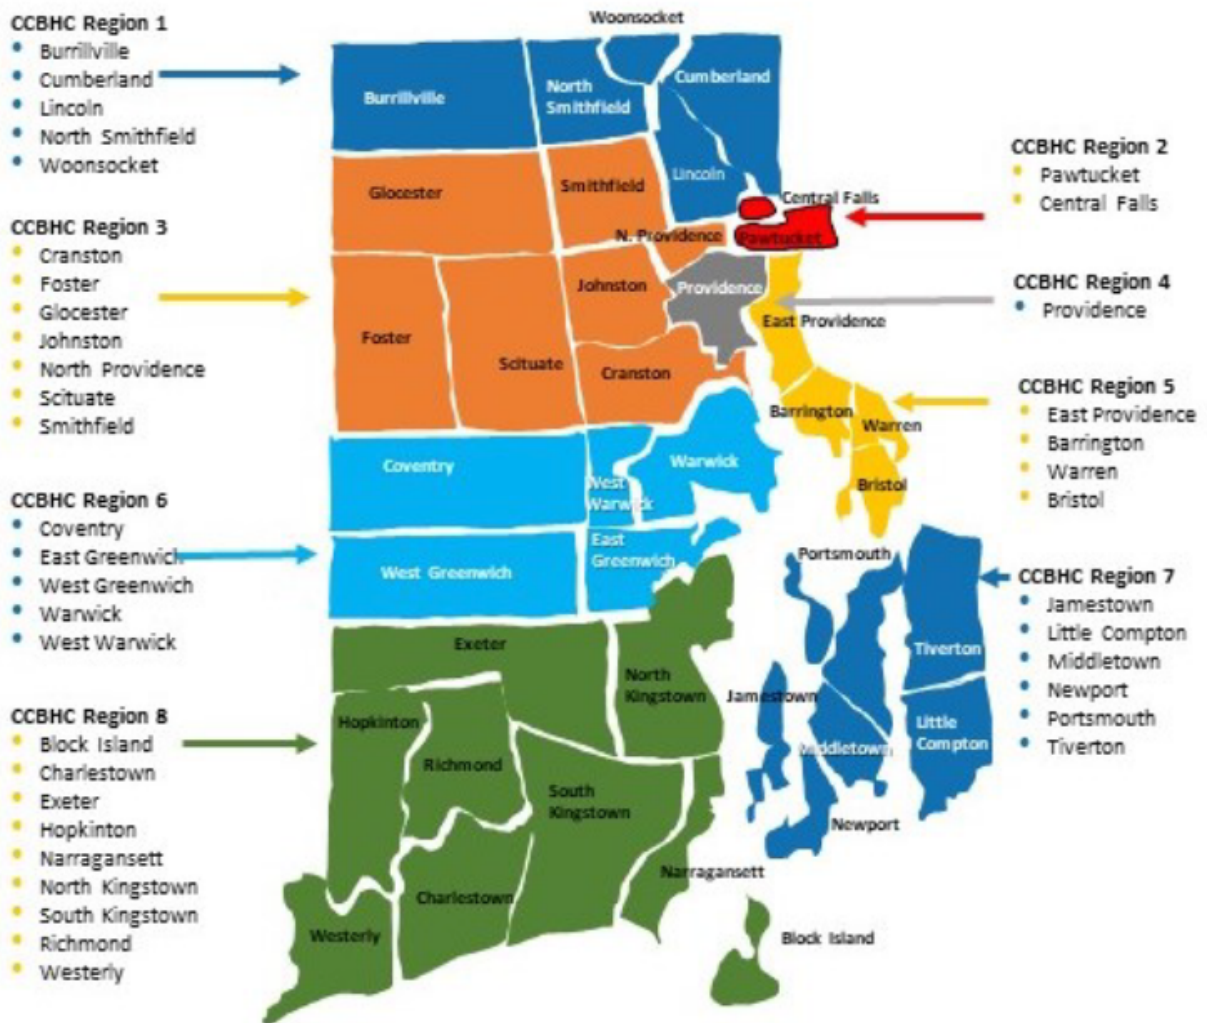 CCBHC Region 1
Burrillville
Cumberland
Lincoln
North Smithfield
Woonsocket
CCBHC Region 3
Cranston
Foster
Glocester
Johnston
North Providence
Scituate
Smithfield
CCBHC Region 6
Coventry
East Greenwich
West Greenwich
Warwick
West Warwick
CCBHC Region 8
Block Island
Charlestown
Exeter
Hopkinton
Narragansett
North Kingstown
South Kingstown
Richmond
Westerly
Woonsocket
Burrillville
North
Smithfield
Cumberland
Lincoln
Glocester
Smithfield
Central Falls
N. Providence
Pawtucket
Johnston
Providence
East Providence
Foster
Scituate
Cranston
Barrington
Warren
Coventry
West
Warwick
Warwick
Bristol
West Greenwich
East
Greenwich
Portsmouth
Exeter
North
Kingstown
Tiverton
Jamestown
Hopkinton
Richmond
Middletown
Little
Compton
South
Kingstown
Newport
Narragansett
Charlestown
Westerly
Block Island
CCBHC Region 2
Pawtucket
Central Falls
CCBHC Region 4
Providence
CCBHC Region 5
East Providence
Barrington
Warren
Bristol
CCBHC Region 7
Jamestown
Little Compton
Middletown
Newport
Portsmouth
Tiverton